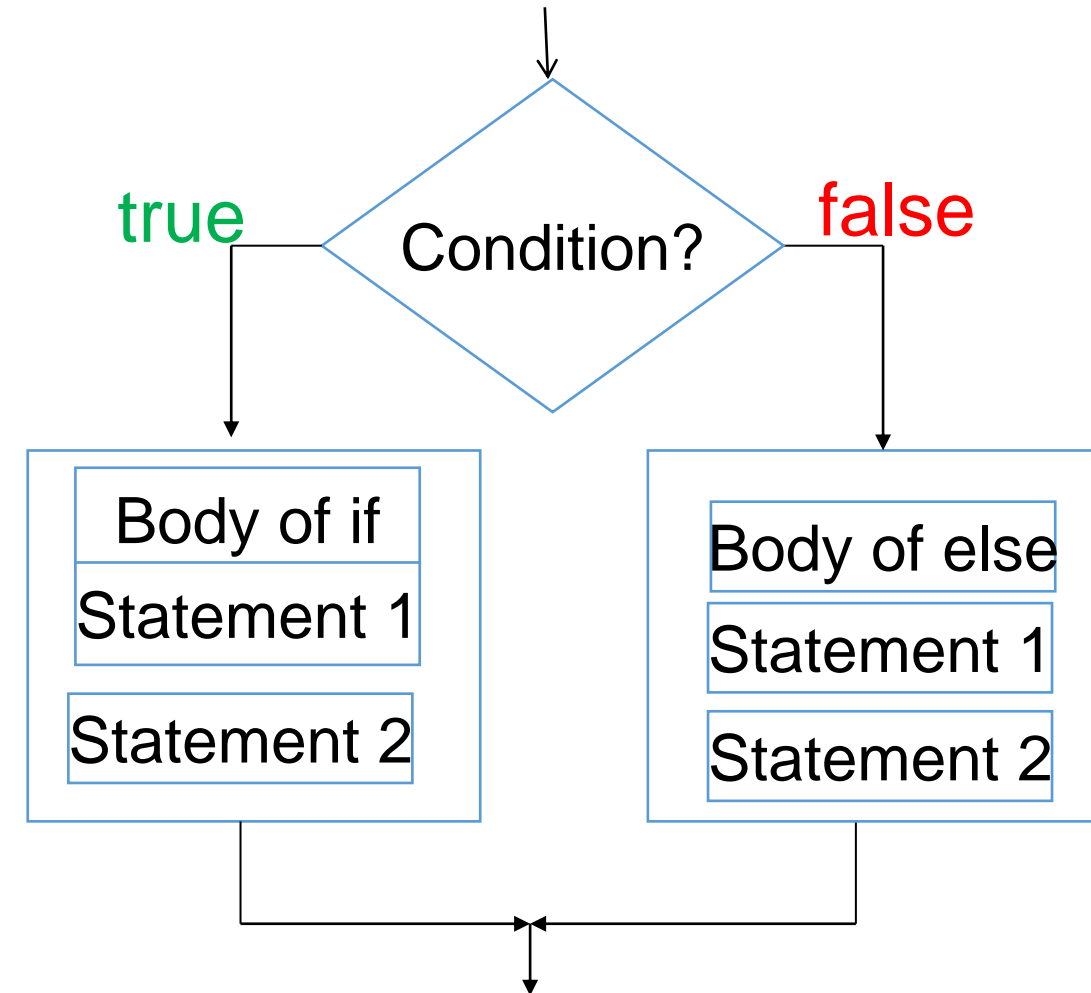 true
false
Condition?
Body of if
Statement 1
Statement 2
Body of else
Statement 1
Statement 2